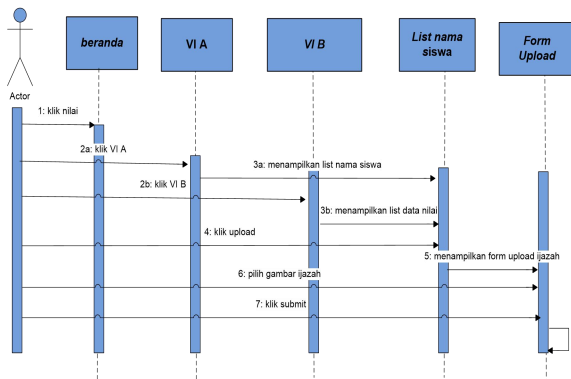 beranda
VI A
VI B
List nama
siswa
Form
Upload
Actor
1: klik nilai
2a: klik VI A
3a: menampilkan list nama siswa
2b: klik VI B
3b: menampilkan list data nilai
4: klik upload
5: menampilkan form upload ijazah
6: pilih gambar ijazah
7: klik submit